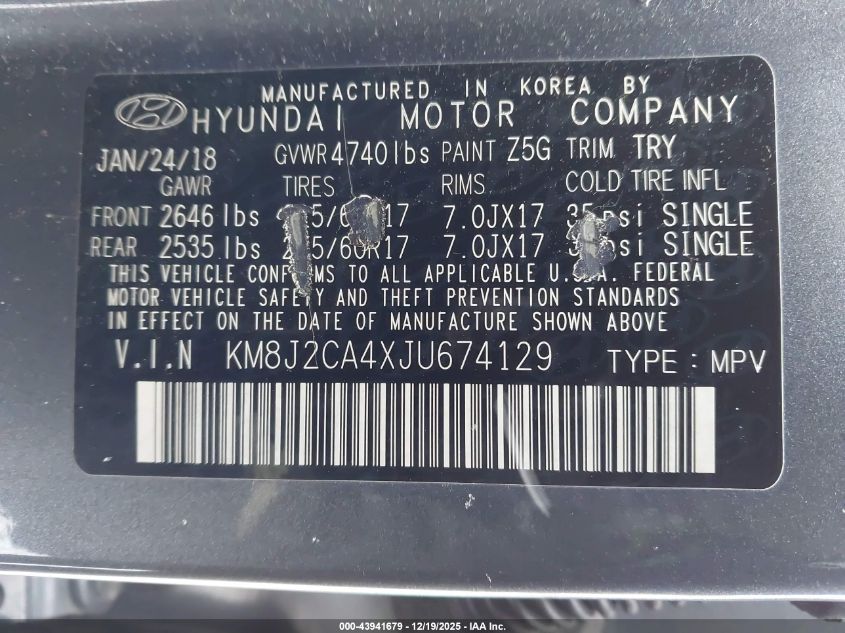 MANUFACTURED IN KOREA BY
HYUNDAI MOTOR COMPANY
JAN/24/18 GVWR 4740lbs PAINT Z5G TRIM TRY
GAWR TIRES RIMS COLD TIRE INFL
FRONT 2646 lbs 7.0JX17 psi SINGLE
REAR 2535 lbs 7.0JX17 psi SINGLE
THIS VEHICLE CONFORMS TO ALL APPLICABLE U.S.A. FEDERAL
MOTOR VEHICLE SAFETY AND THEFT PREVENTION STANDARDS
IN EFFECT ON THE DATE OF MANUFACTURE SHOWN ABOVE
V.I.N KM8J2CA4XJU674129 TYPE : MPV
000-43941679 - 12/19/2025 - IAA Inc.